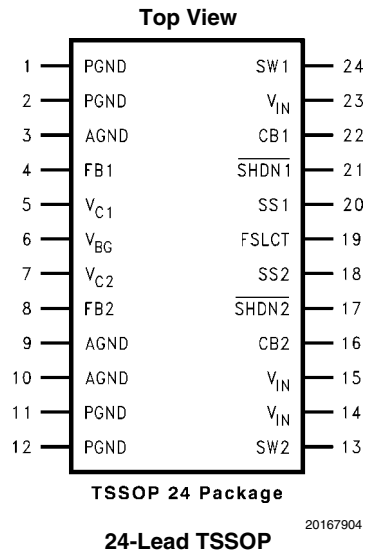 Top View
1 PGND SW1 24
2 PGND VIN 23
3 AGND CB1 22
4 FB1 SHDN1 21
5 VC1 SS1 20
6 VBG FSLCT 19
7 VC2 SS2 18
8 FB2 SHDN2 17
9 AGND CB2 16
10 AGND VIN 15
11 PGND VIN 14
12 PGND SW2 13
TSSOP 24 Package
20167904
24-Lead TSSOP